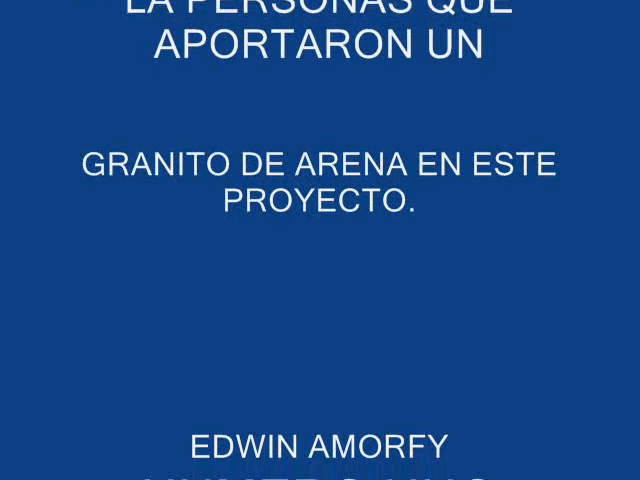 LA PERSONAS QUE
APORTARON UN
GRANITO DE ARENA EN ESTE
PROYECTO.
EDWIN AMORFY